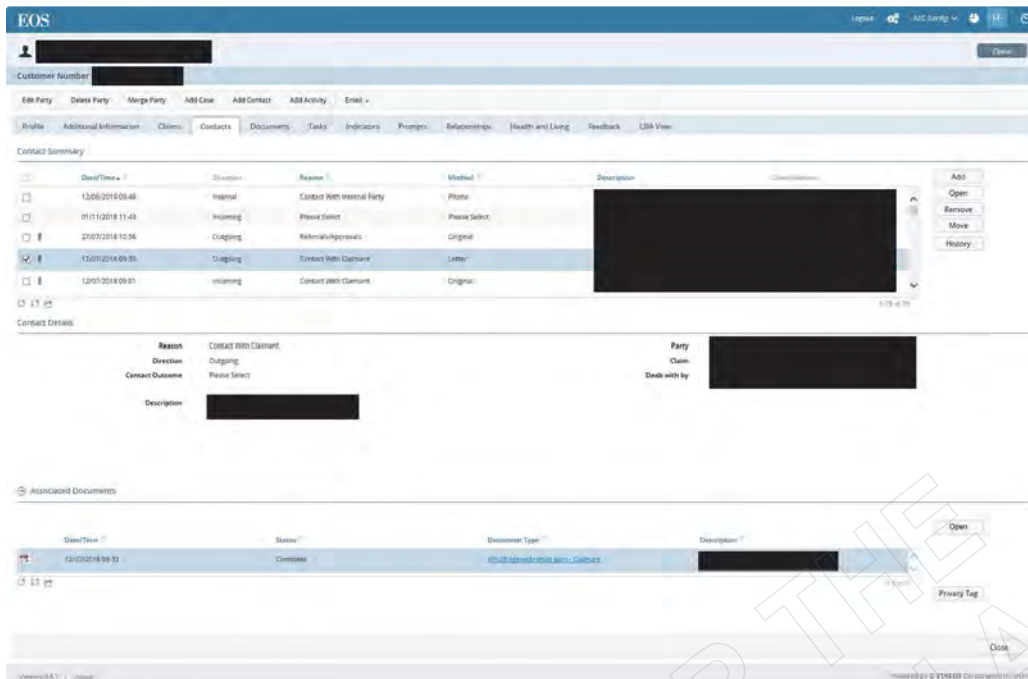 EOS
Logout
Close
Customer Number
Edit Party Delete Party Merge Party Add Case Add Contact Add Activity Email
Profile Additional Information Claims Contacts Documents Tasks Indicators Prompts Relationships Health and Living Feedback
Contact Summary
Date/Time Direction Reason Method Description
Add
12/06/2019 09:49 Internal Contact With Internal Party Phone
Open
01/11/2018 11:43 Incoming Please Select Please Select
Remove
27/07/2018 10:56 Outgoing Referrals/Approvals Original
Move
Outgoing Contact With Claimant Letter
History
12/07/2018 09:01 Incoming Contact With Claimant Original
Contact Details
Reason Contact With Claimant Party
Direction Outgoing Claim
Contact Outcome Please Select Dealt with by
Description
Associated Documents
Date/Time Status Document Type Description
Open
Complete
Privacy Tag
Close
THE